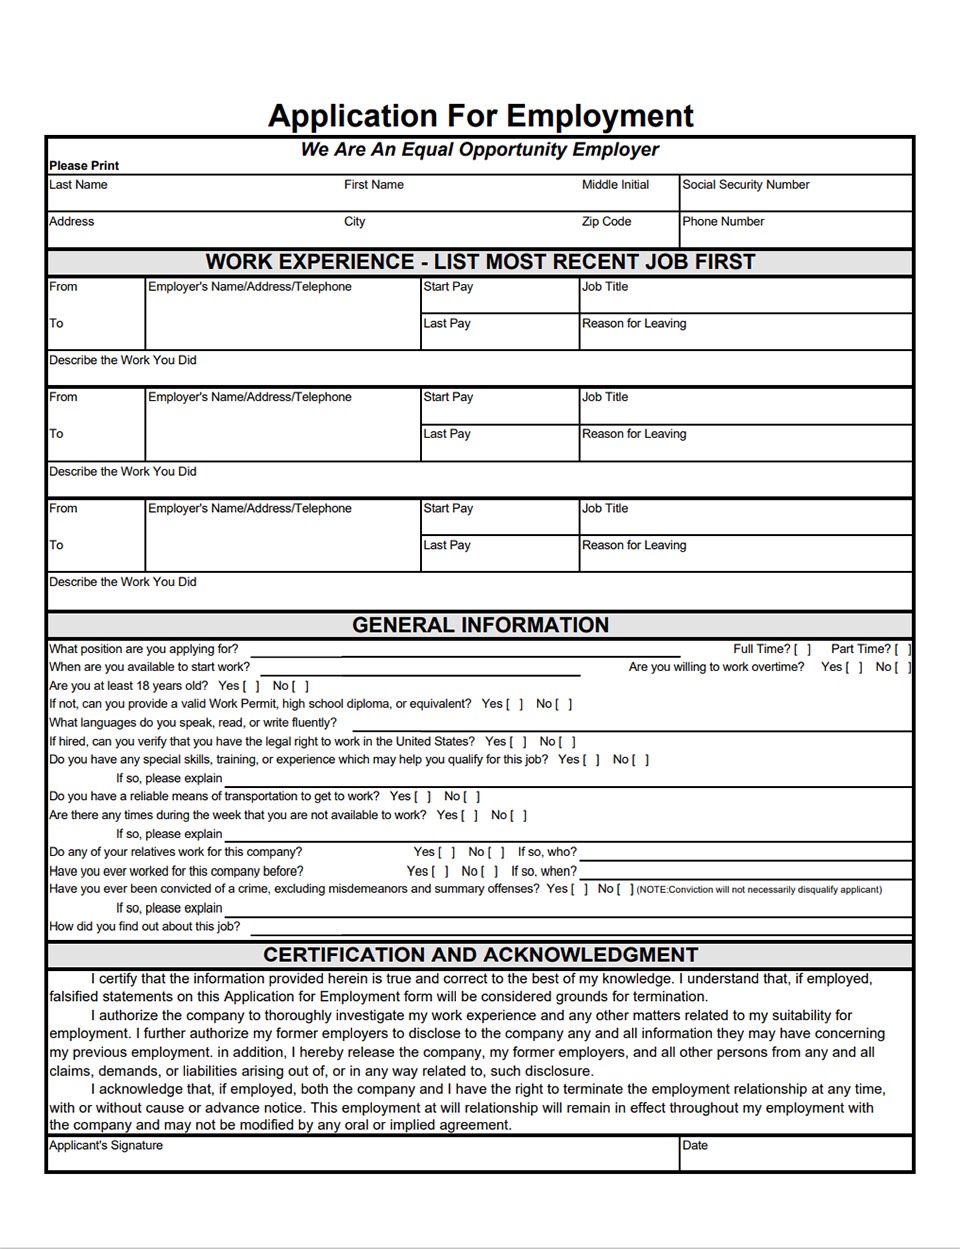 Application For Employment
We Are An Equal Opportunity Employer
Please Print
Last Name First Name Middle Initial Social Security Number
Address City Zip Code Phone Number
WORK EXPERIENCE - LIST MOST RECENT JOB FIRST
From Employer's Name/Address/Telephone Start Pay Job Title
To Last Pay Reason for Leaving
Describe the Work You Did
From Employer's Name/Address/Telephone Start Pay Job Title
To Last Pay Reason for Leaving
Describe the Work You Did
From Employer's Name/Address/Telephone Start Pay Job Title
To Last Pay Reason for Leaving
Describe the Work You Did
GENERAL INFORMATION
What position are you applying for? Full Time? [ ] Part Time? [ ]
When are you available to start work? Are you willing to work overtime? Yes [ ] No [ ]
Are you at least 18 years old? Yes [ ] No [ ]
If not, can you provide a valid Work Permit, high school diploma, or equivalent? Yes [ ] No [ ]
What languages do you speak, read, or write fluently?
If hired, can you verify that you have the legal right to work in the United States? Yes [ ] No [ ]
Do you have any special skills, training, or experience which may help you qualify for this job? Yes [ ] No [ ]
If so, please explain
Do you have a reliable means of transportation to get to work? Yes [ ] No [ ]
Are there any times during the week that you are not available to work? Yes [ ] No [ ]
If so, please explain
Do any of your relatives work for this company? Yes [ ] No [ ] If so, who?
Have you ever worked for this company before? Yes [ ] No [ ] If so, when?
Have you ever been convicted of a crime, excluding misdemeanors and summary offenses? Yes [ ] No [ ] (NOTE:Conviction will not necessarily disqualify applicant)
If so, please explain
How did you find out about this job?
CERTIFICATION AND ACKNOWLEDGMENT
I certify that the information provided herein is true and correct to the best of my knowledge. I understand that, if employed,
falsified statements on this Application for Employment form will be considered grounds for termination.
I authorize the company to thoroughly investigate my work experience and any other matters related to my suitability for
employment. I further authorize my former employers to disclose to the company any and all information they may have concerning
my previous employment. in addition, I hereby release the company, my former employers, and all other persons from any and all
claims, demands, or liabilities arising out of, or in any way related to, such disclosure.
I acknowledge that, if employed, both the company and I have the right to terminate the employment relationship at any time,
with or without cause or advance notice. This employment at will relationship will remain in effect throughout my employment with
the company and may not be modified by any oral or implied agreement.
Applicant's Signature Date